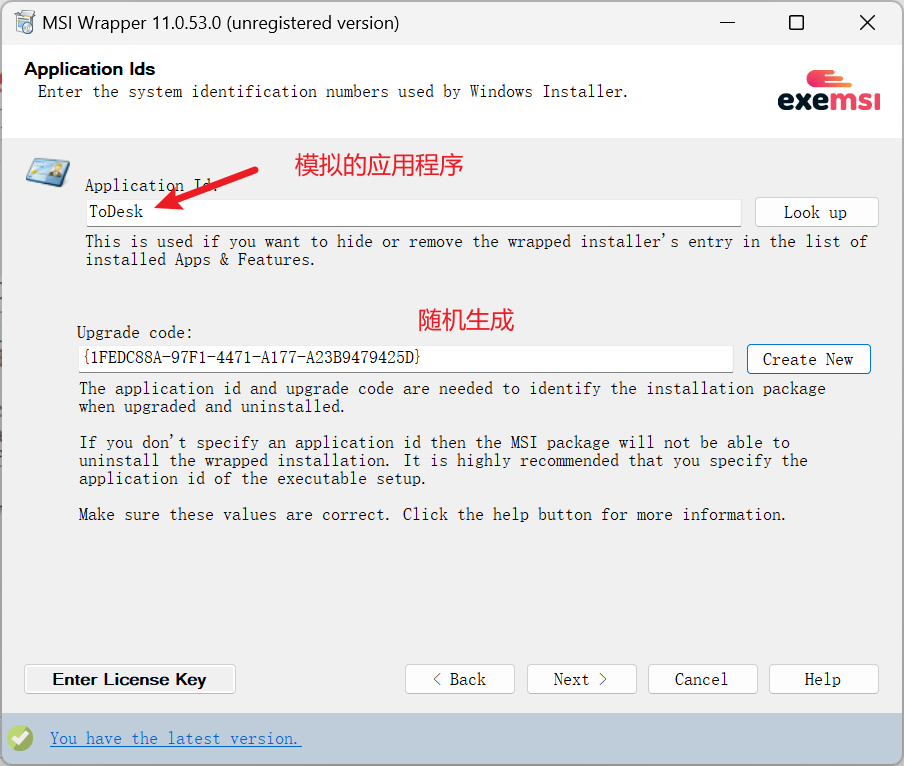 MSI Wrapper 11.0.53.0 (unregistered version)
Application Ids
Enter the system identification numbers used by Windows Installer.
exemsi
模拟的应用程序
Application Id:
ToDesk
Look up
This is used if you want to hide or remove the wrapped installer's entry in the list of
installed Apps & Features.
随机生成
Upgrade code:
{1FEDC88A-97F1-4471-A177-A23B9479425D}
Create New
The application id and upgrade code are needed to identify the installation package
when upgraded and uninstalled.
If you don't specify an application id then the MSI package will not be able to
uninstall the wrapped installation. It is highly recommended that you specify the
application id of the executable setup.
Make sure these values are correct. Click the help button for more information.
Enter License Key
< Back
Next >
Cancel
Help
You have the latest version.